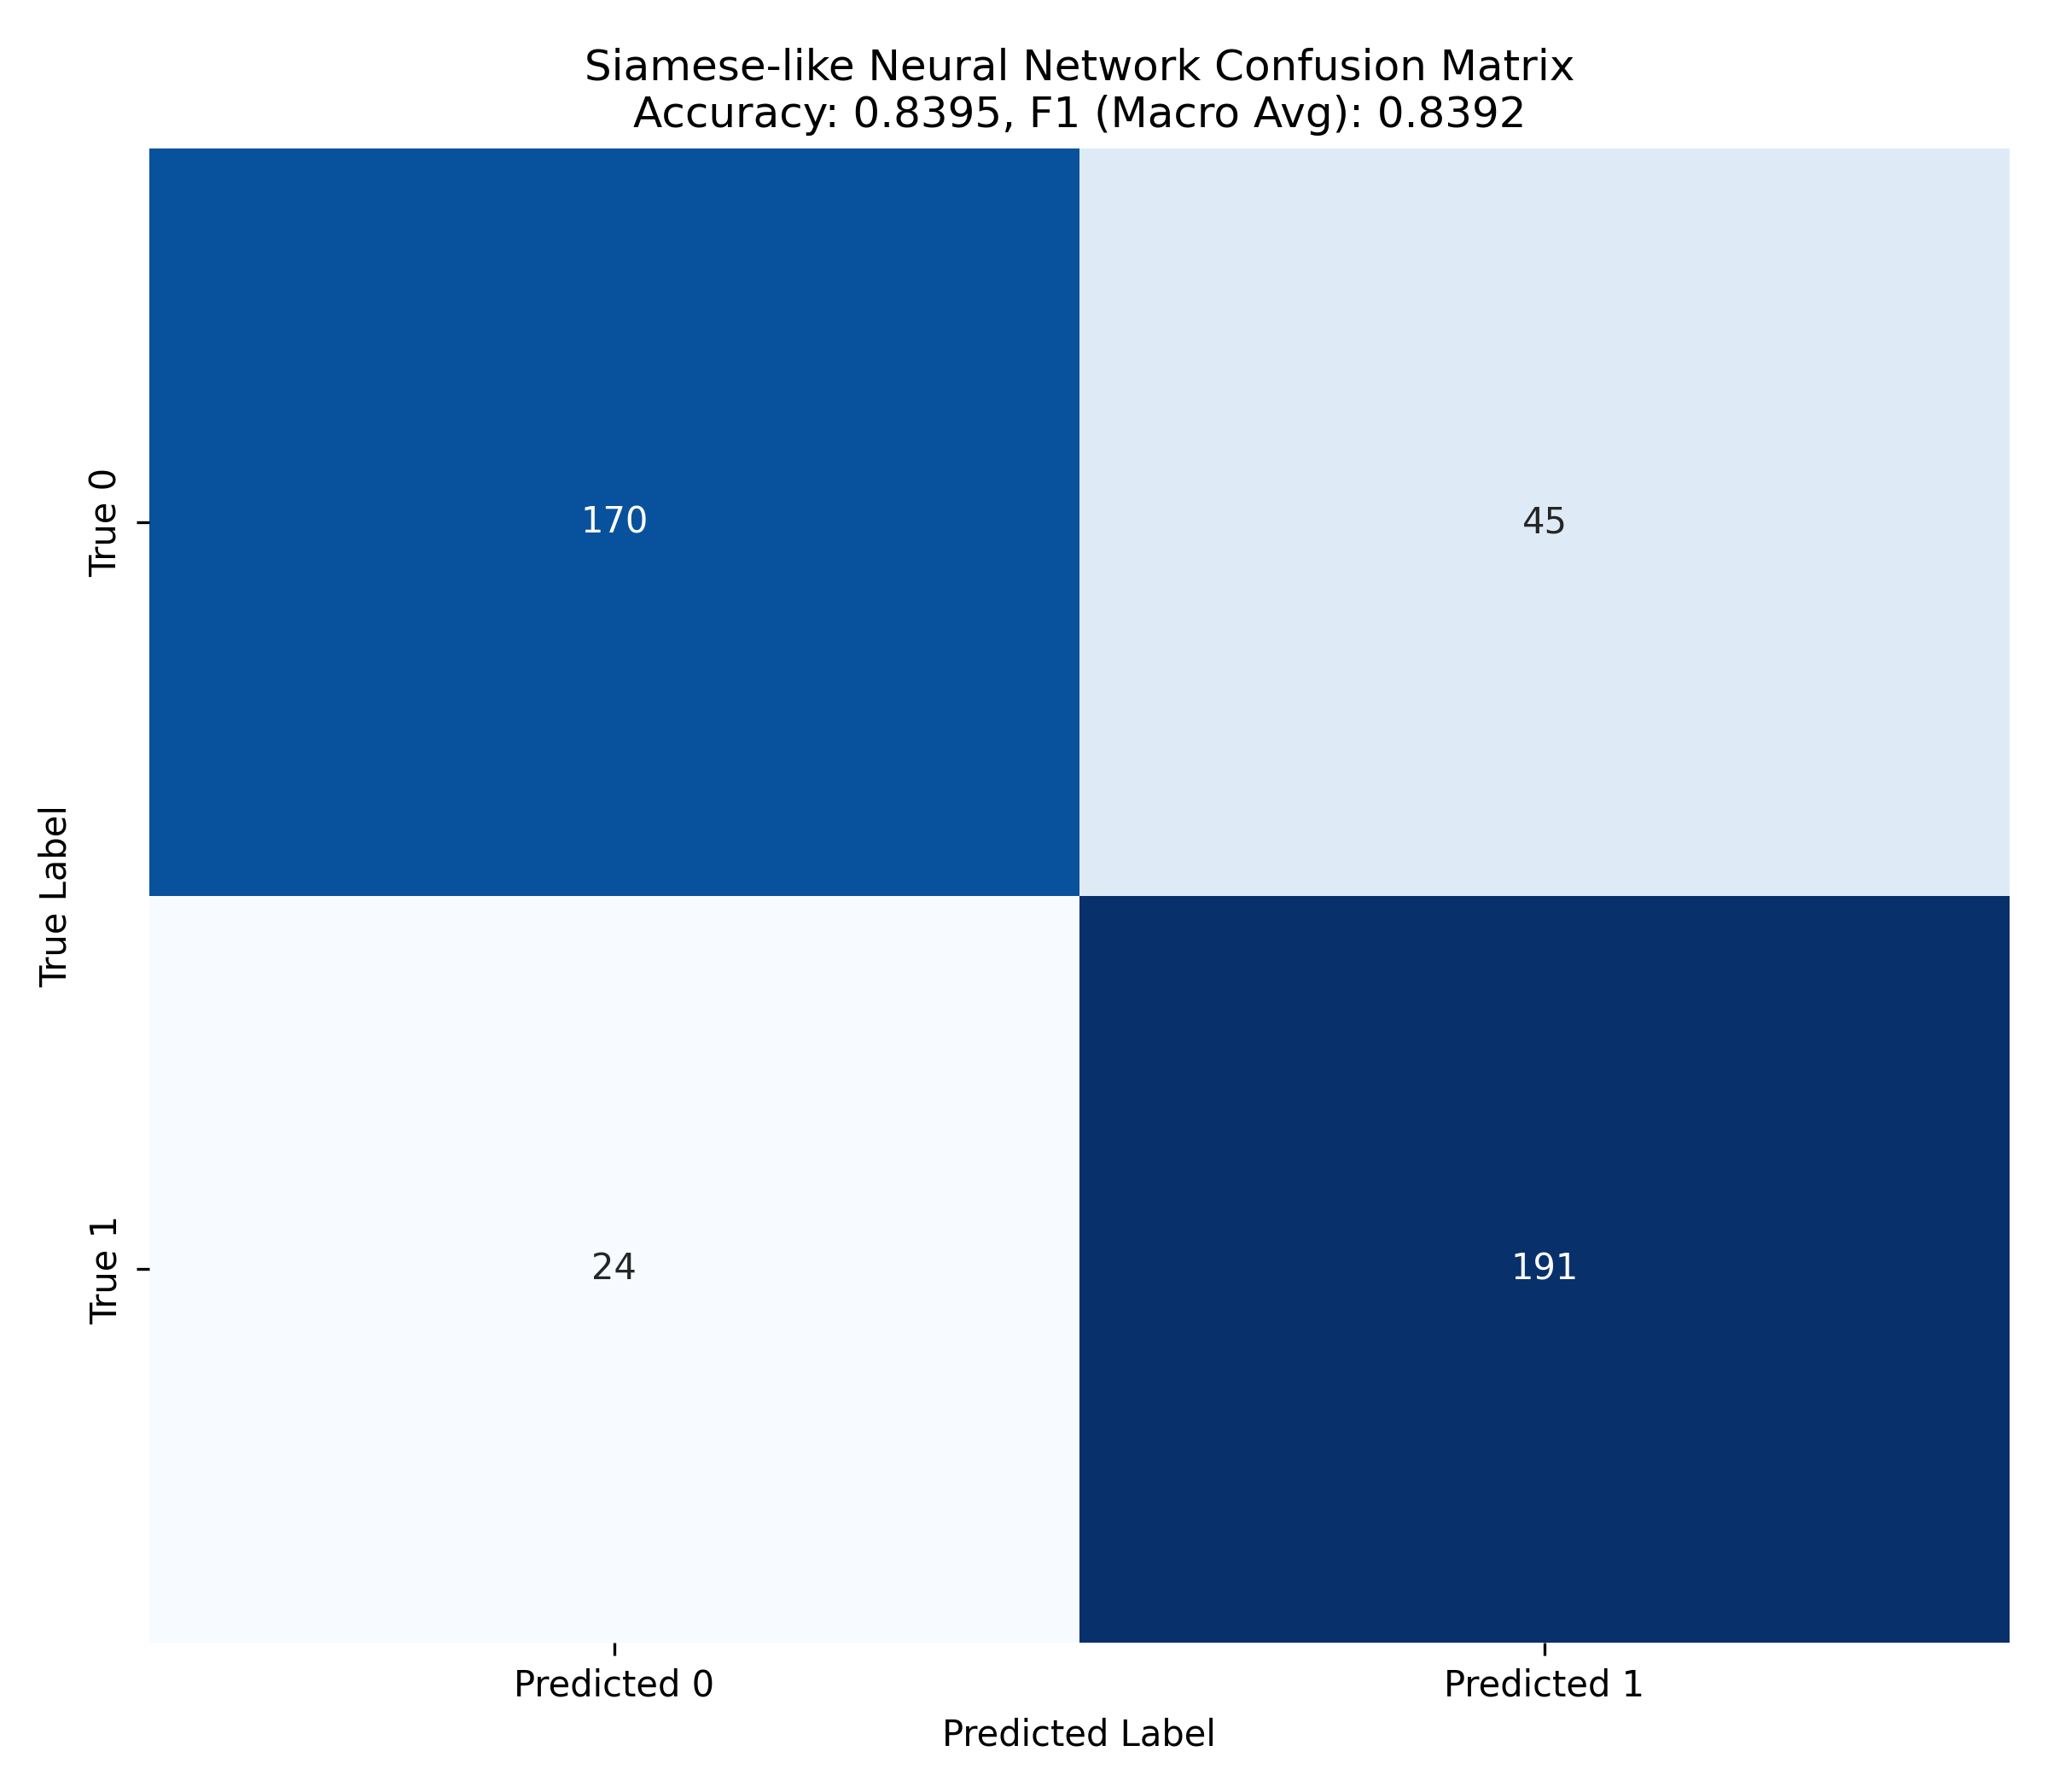 Siamese-like Neural Network Confusion Matrix
Accuracy: 0.8395, F1 (Macro Avg): 0.8392
True Label
True 0
170
45
True 1
24
191
Predicted 0
Predicted 1
Predicted Label